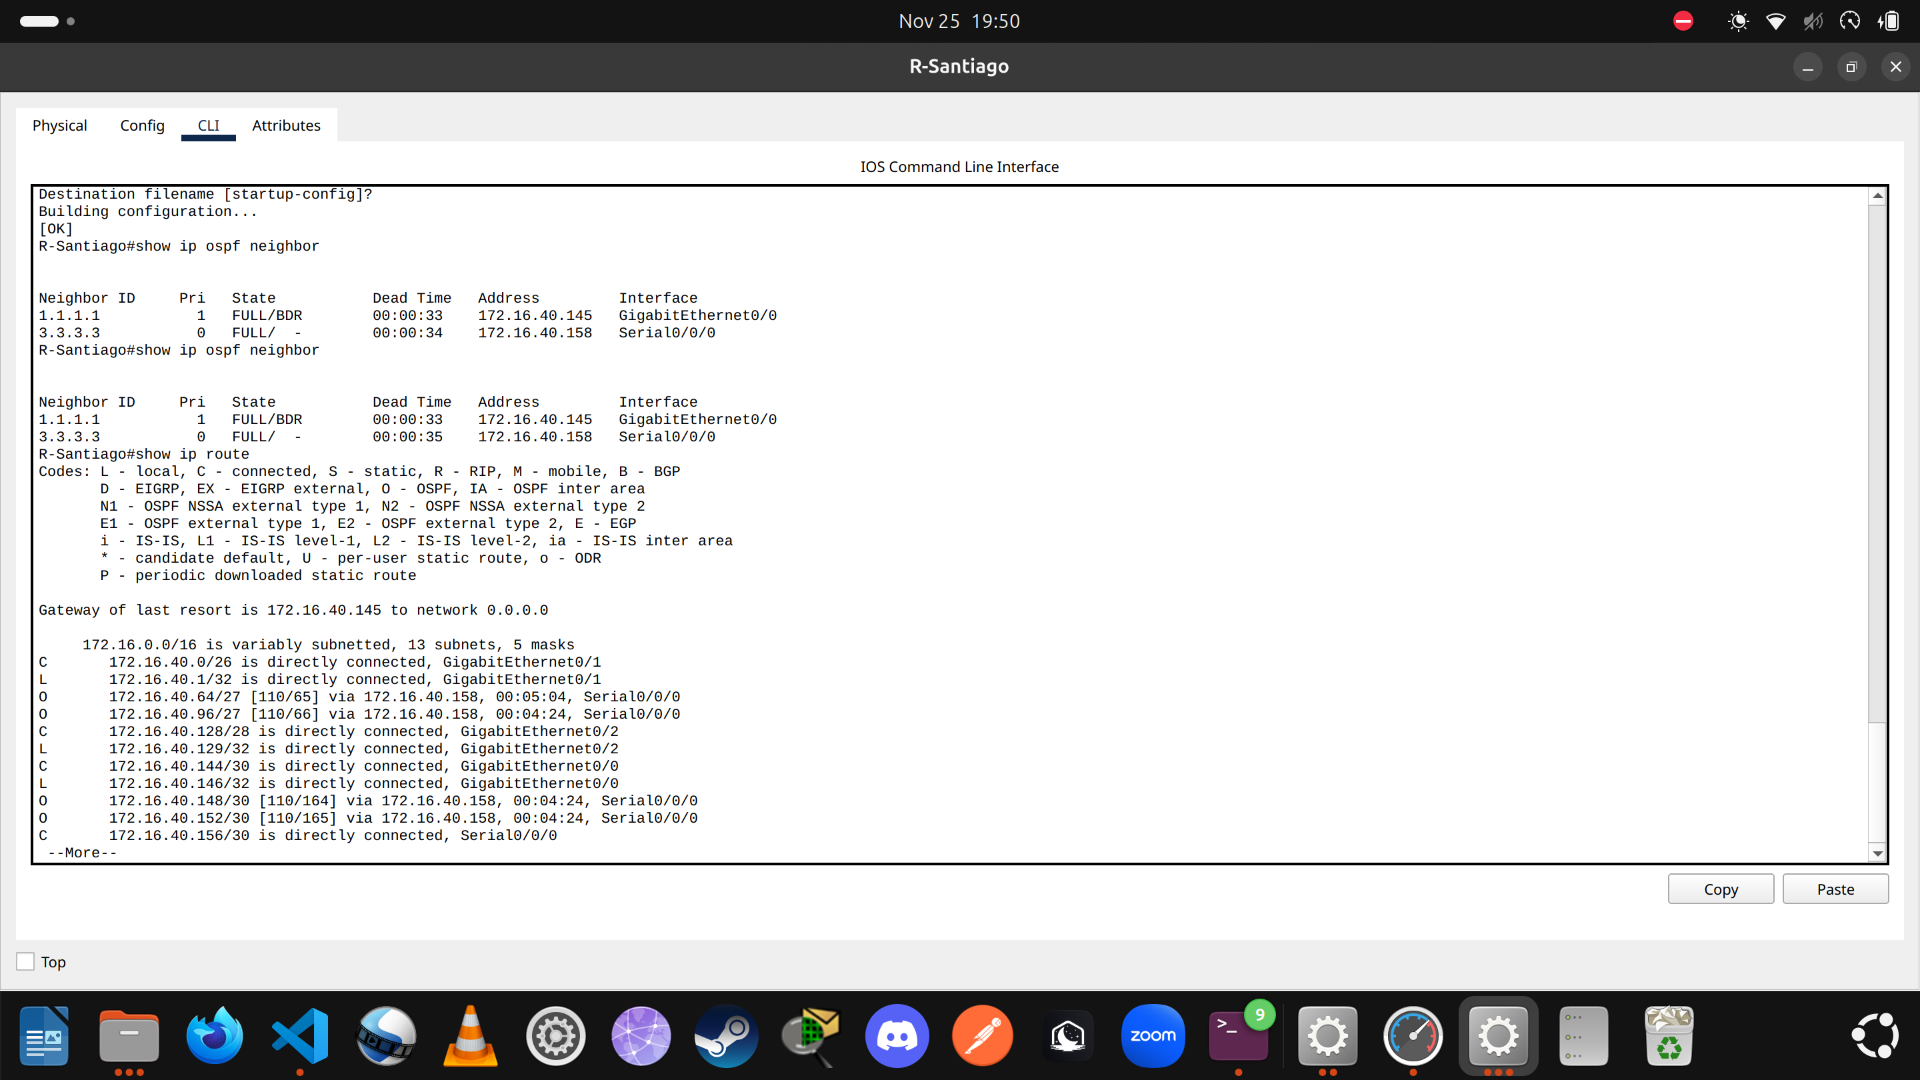 Nov 25 19:50
R-Santiago
Physical Config CLI Attributes
IOS Command Line Interface
Destination filename [startup-config]?
Building configuration...
[OK]
R-Santiago#show ip ospf neighbor
Neighbor ID     Pri   State           Dead Time   Address         Interface
1.1.1.1           1   FULL/BDR        00:00:33    172.16.40.145   GigabitEthernet0/0
3.3.3.3           0   FULL/  -        00:00:34    172.16.40.158   Serial0/0/0
R-Santiago#show ip ospf neighbor
Neighbor ID     Pri   State           Dead Time   Address         Interface
1.1.1.1           1   FULL/BDR        00:00:33    172.16.40.145   GigabitEthernet0/0
3.3.3.3           0   FULL/  -        00:00:35    172.16.40.158   Serial0/0/0
R-Santiago#show ip route
Codes: L - local, C - connected, S - static, R - RIP, M - mobile, B - BGP
       D - EIGRP, EX - EIGRP external, O - OSPF, IA - OSPF inter area
       N1 - OSPF NSSA external type 1, N2 - OSPF NSSA external type 2
       E1 - OSPF external type 1, E2 - OSPF external type 2, E - EGP
       i - IS-IS, L1 - IS-IS level-1, L2 - IS-IS level-2, ia - IS-IS inter area
       * - candidate default, U - per-user static route, o - ODR
       P - periodic downloaded static route
Gateway of last resort is 172.16.40.145 to network 0.0.0.0
     172.16.0.0/16 is variably subnetted, 13 subnets, 5 masks
C       172.16.40.0/26 is directly connected, GigabitEthernet0/1
L       172.16.40.1/32 is directly connected, GigabitEthernet0/1
O       172.16.40.64/27 [110/65] via 172.16.40.158, 00:05:04, Serial0/0/0
O       172.16.40.96/27 [110/66] via 172.16.40.158, 00:04:24, Serial0/0/0
C       172.16.40.128/28 is directly connected, GigabitEthernet0/2
L       172.16.40.129/32 is directly connected, GigabitEthernet0/2
C       172.16.40.144/30 is directly connected, GigabitEthernet0/0
L       172.16.40.146/32 is directly connected, GigabitEthernet0/0
O       172.16.40.148/30 [110/164] via 172.16.40.158, 00:04:24, Serial0/0/0
O       172.16.40.152/30 [110/165] via 172.16.40.158, 00:04:24, Serial0/0/0
C       172.16.40.156/30 is directly connected, Serial0/0/0
 --More--
Copy Paste
Top
zoom
>_ 9